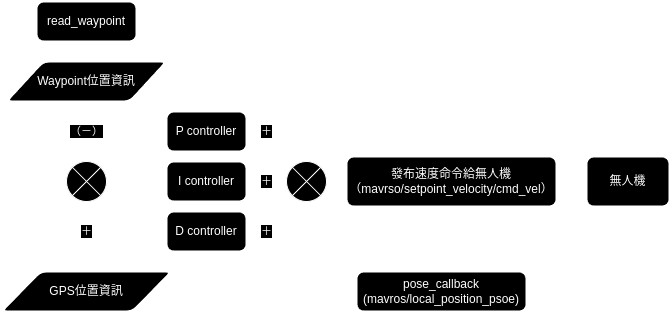 read_waypoint
Waypoint位置資訊
（－）
P controller
＋
I controller
＋
發布速度命令給無人機
（mavrso/setpoint_velocity/cmd_vel）
無人機
＋
D controller
＋
GPS位置資訊
pose_callback
(mavros/local_position_psoe)